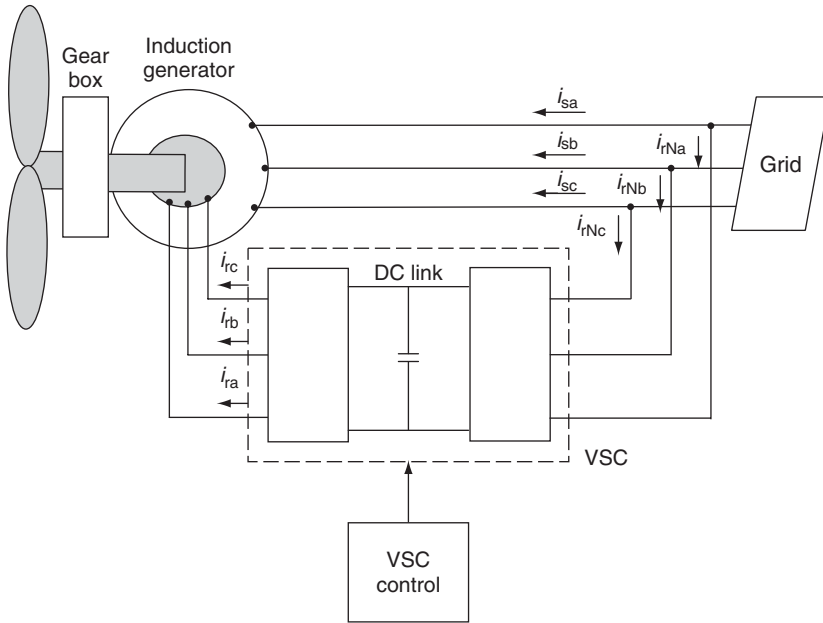 Induction
generator
Gear
box
i_sa
i_sb
i_sc
i_rNa
i_rNb
i_rNc
Grid
i_rc
i_rb
i_ra
DC link
VSC
VSC
control